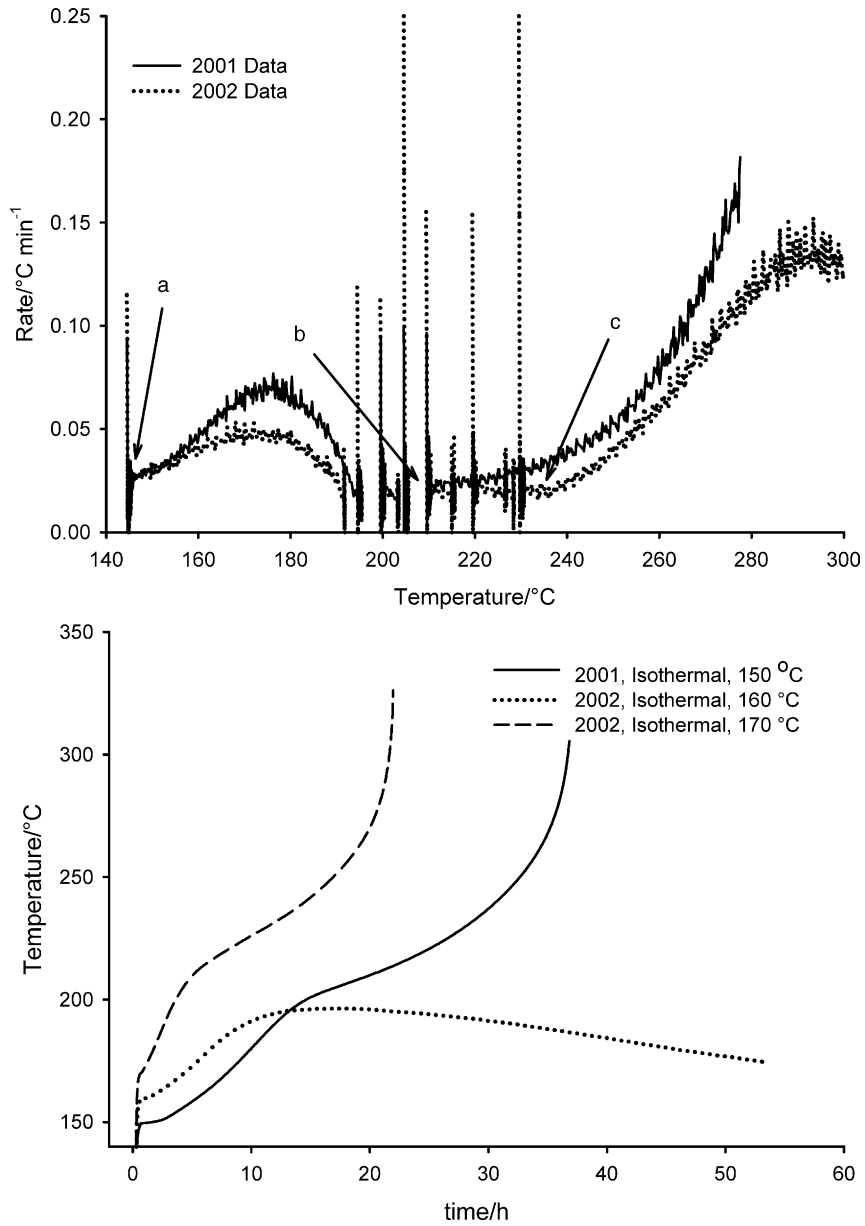 0.25
0.20
0.15
0.10
0.05
0.00
Rate/°C min⁻¹
2001 Data
2002 Data
a
b
c
140 160 180 200 220 240 260 280 300
Temperature/°C
350
300
250
200
150
Temperature/°C
2001, Isothermal, 150 °C
2002, Isothermal, 160 °C
2002, Isothermal, 170 °C
0 10 20 30 40 50 60
time/h